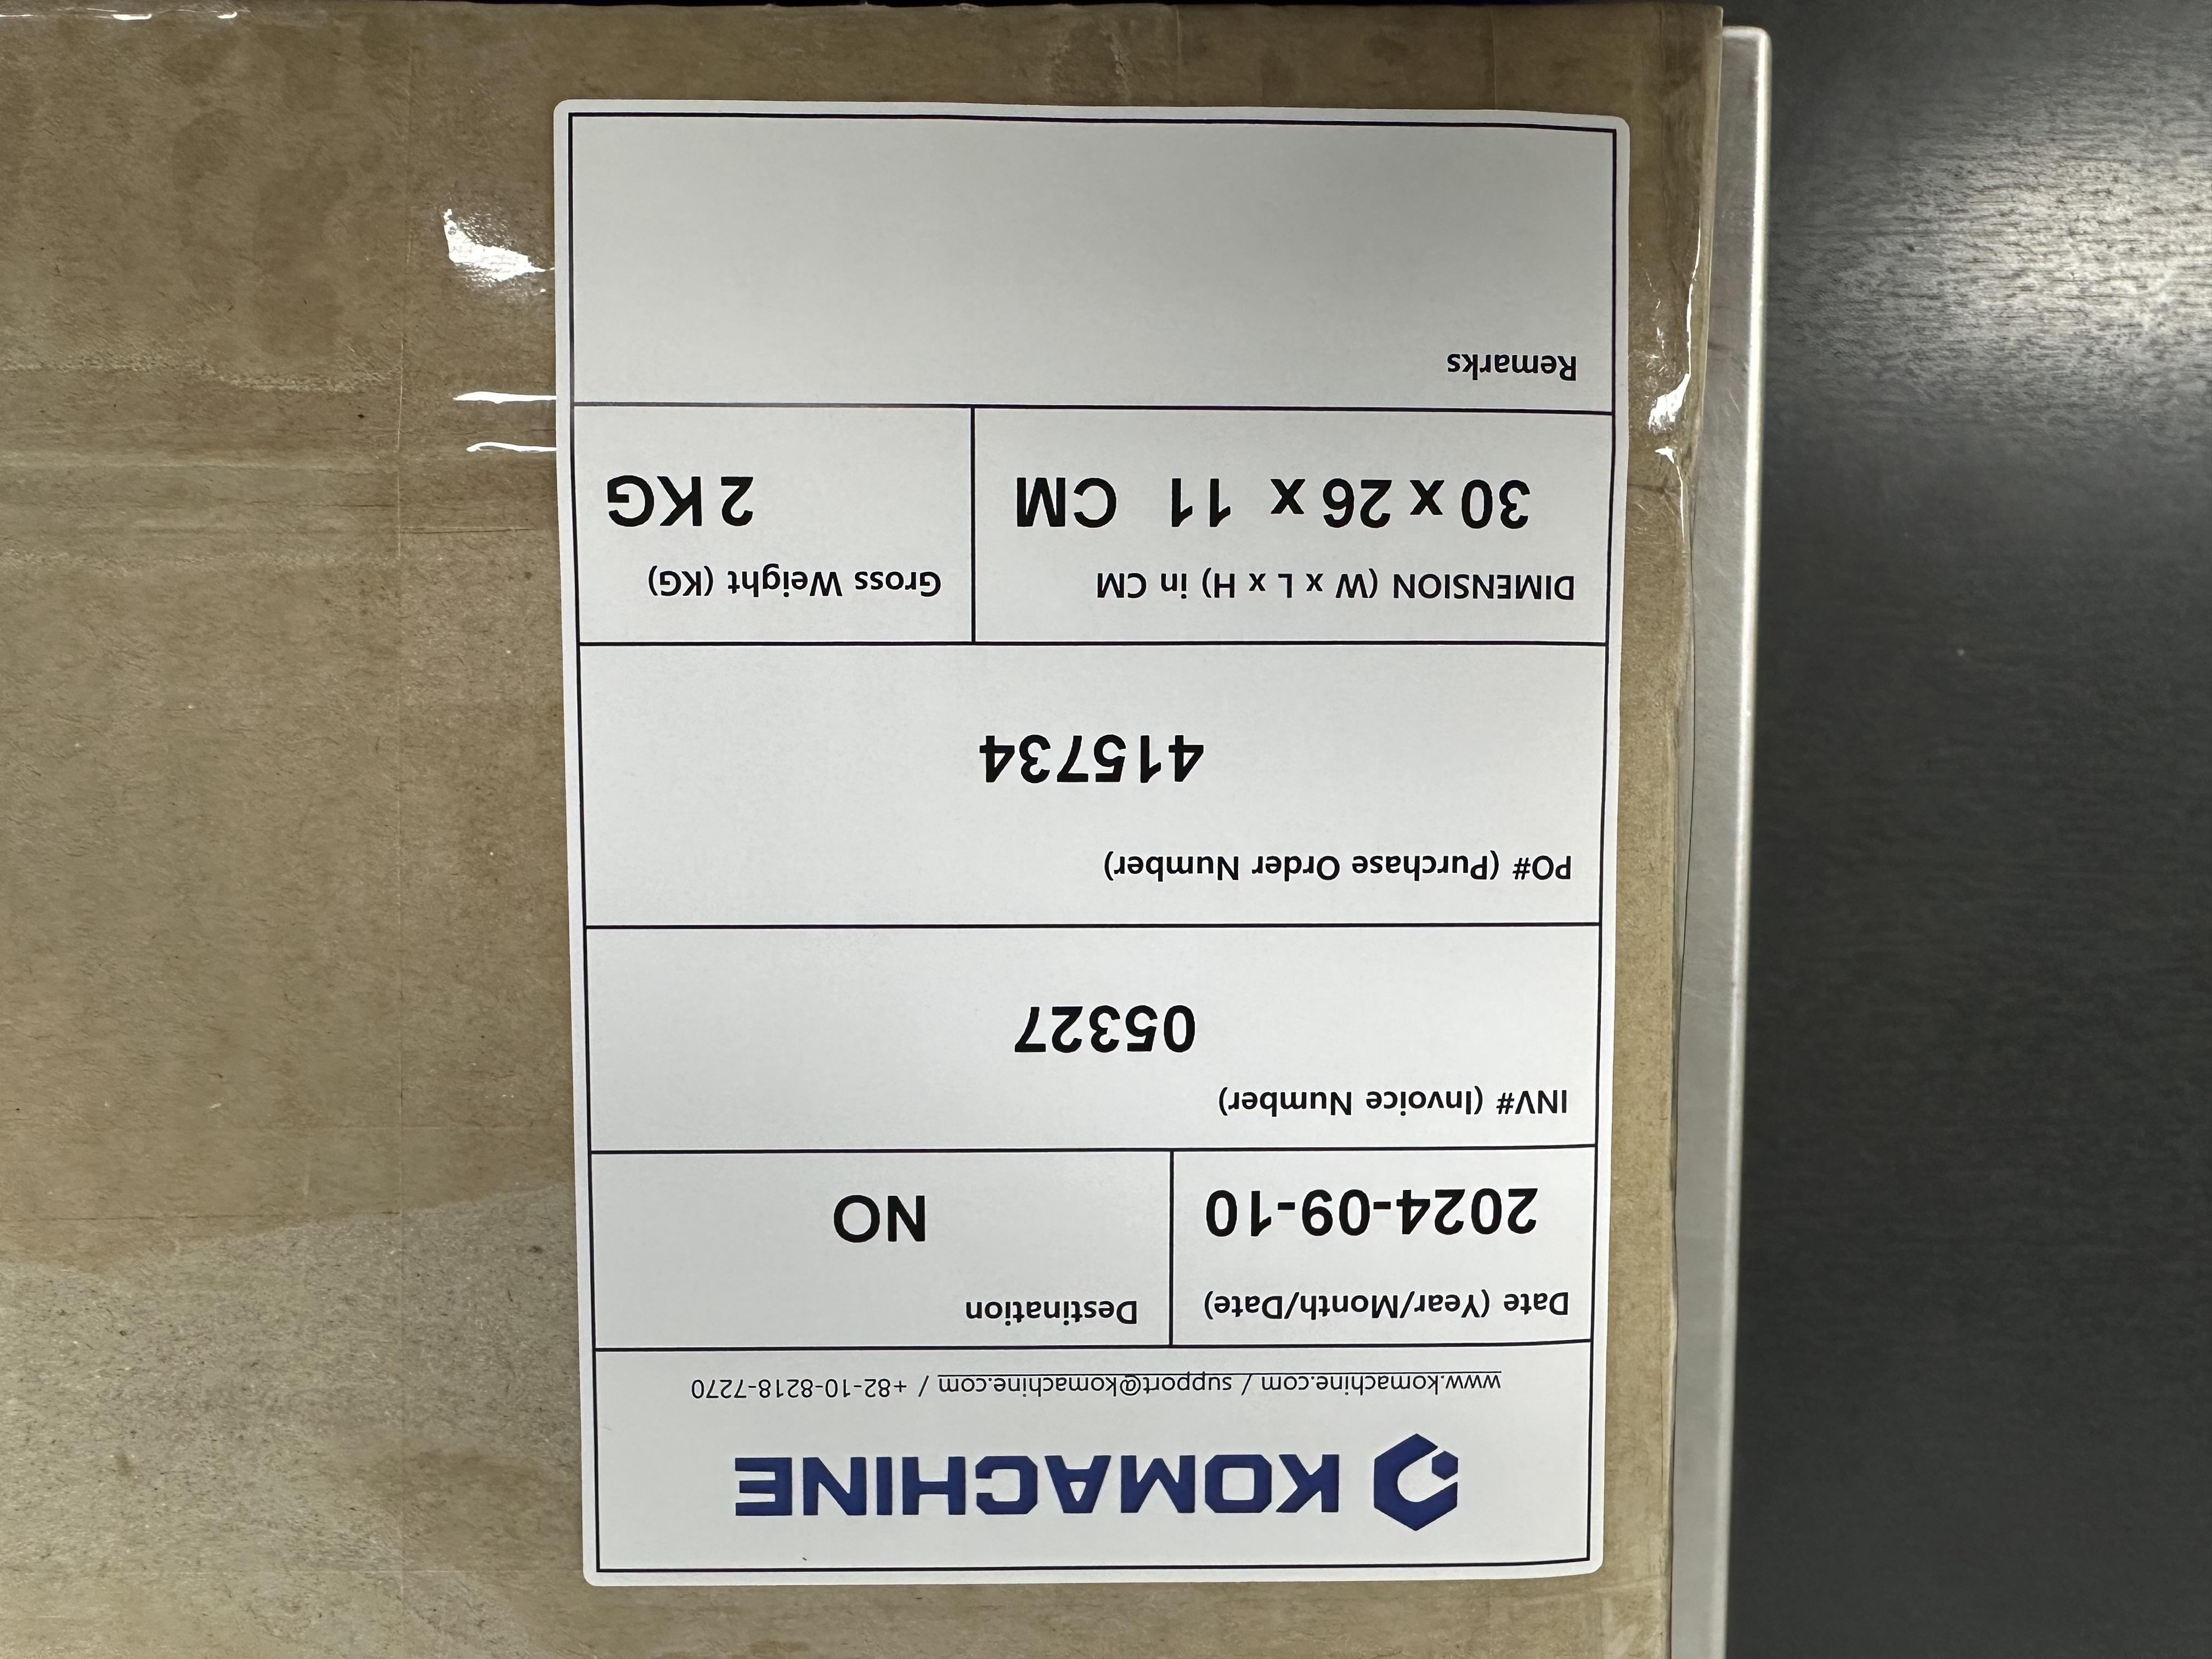 KOMACHINE
www.komachine.com / support@komachine.com / +82-10-8218-7270
Date (Year/Month/Date)
2024-09-10
Destination
NO
INV# (Invoice Number)
05327
PO# (Purchase Order Number)
415734
DIMENSION (W x L x H) in CM
30 x 26 x 11 CM
Gross Weight (KG)
2 KG
Remarks